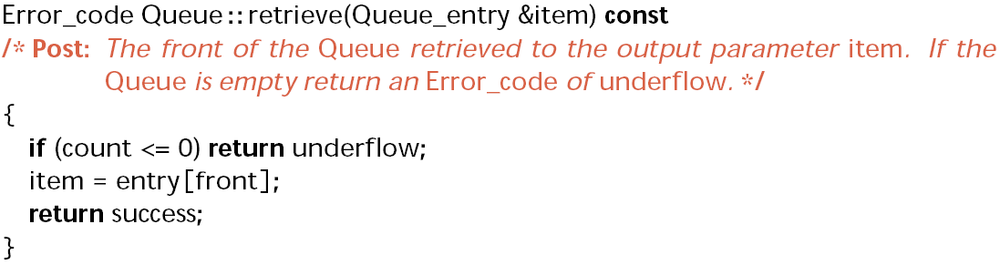 Error_code Queue::retrieve(Queue_entry &item) const
/* Post: The front of the Queue retrieved to the output parameter item. If the
Queue is empty return an Error_code of underflow. */
{
if (count <= 0) return underflow;
item = entry[front];
return success;
}